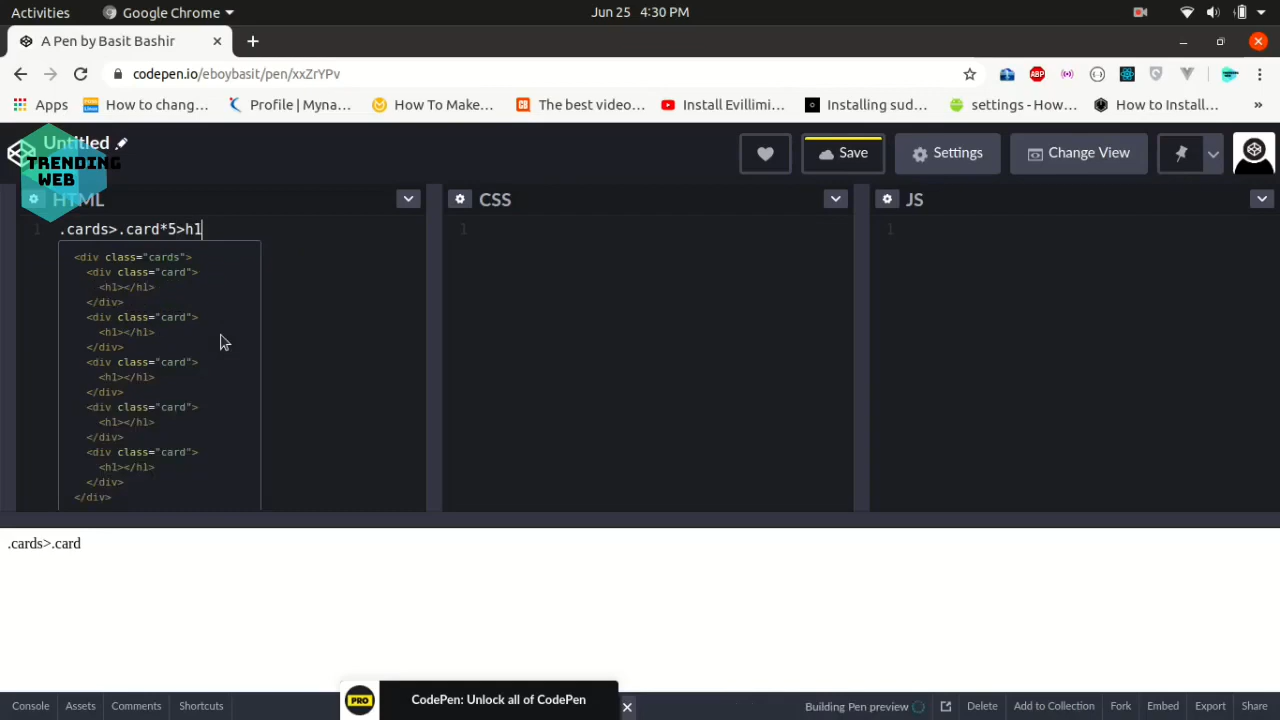 Activities
Google Chrome
Jun 25 4:30 PM
A Pen by Basit Bashir
codepen.io/eboybasit/pen/xxZrYPv
ABP
Apps
How to chang...
Profile | Myna...
How To Make...
The best video...
Install Evillimi...
Installing sud...
settings - How...
How to Install...
»
Untitled
TRENDING
WEB
Save
Settings
Change View
HTML
CSS
JS
1 .cards>.card*5>h1
1
1
<div class="cards">
<div class="card">
<h1></h1>
</div>
<div class="card">
<h1></h1>
</div>
<div class="card">
<h1></h1>
</div>
<div class="card">
<h1></h1>
</div>
<div class="card">
<h1></h1>
</div>
</div>
.cards>.card
PRO
CodePen: Unlock all of CodePen
Console
Assets
Comments
Shortcuts
Building Pen preview
Delete
Add to Collection
Fork
Embed
Export
Share